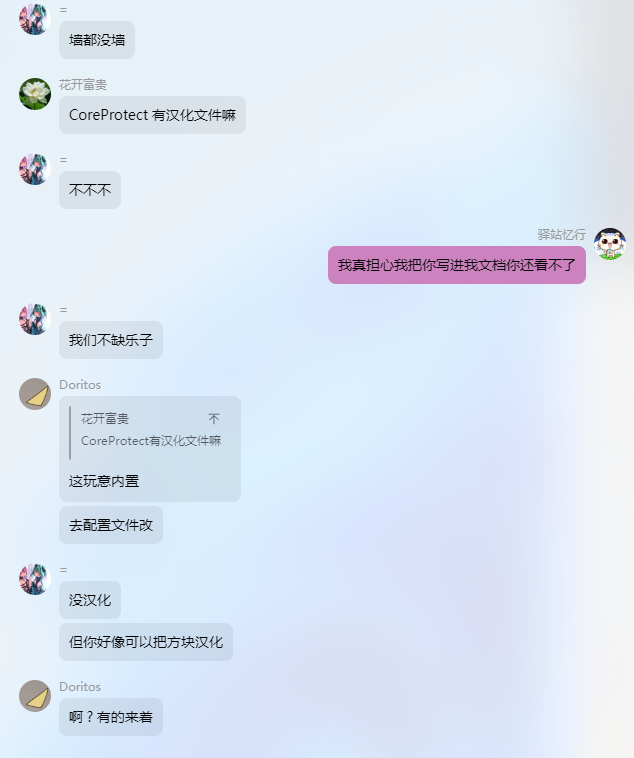 =
墙都没墙
花开富贵
CoreProtect 有汉化文件嘛
=
不不不
驿站忆行
我真担心我把你写进我文档你还看不了
=
我们不缺乐子
Doritos
花开富贵 不
CoreProtect有汉化文件嘛
这玩意内置
去配置文件改
=
没汉化
但你好像可以把方块汉化
Doritos
啊？有的来着